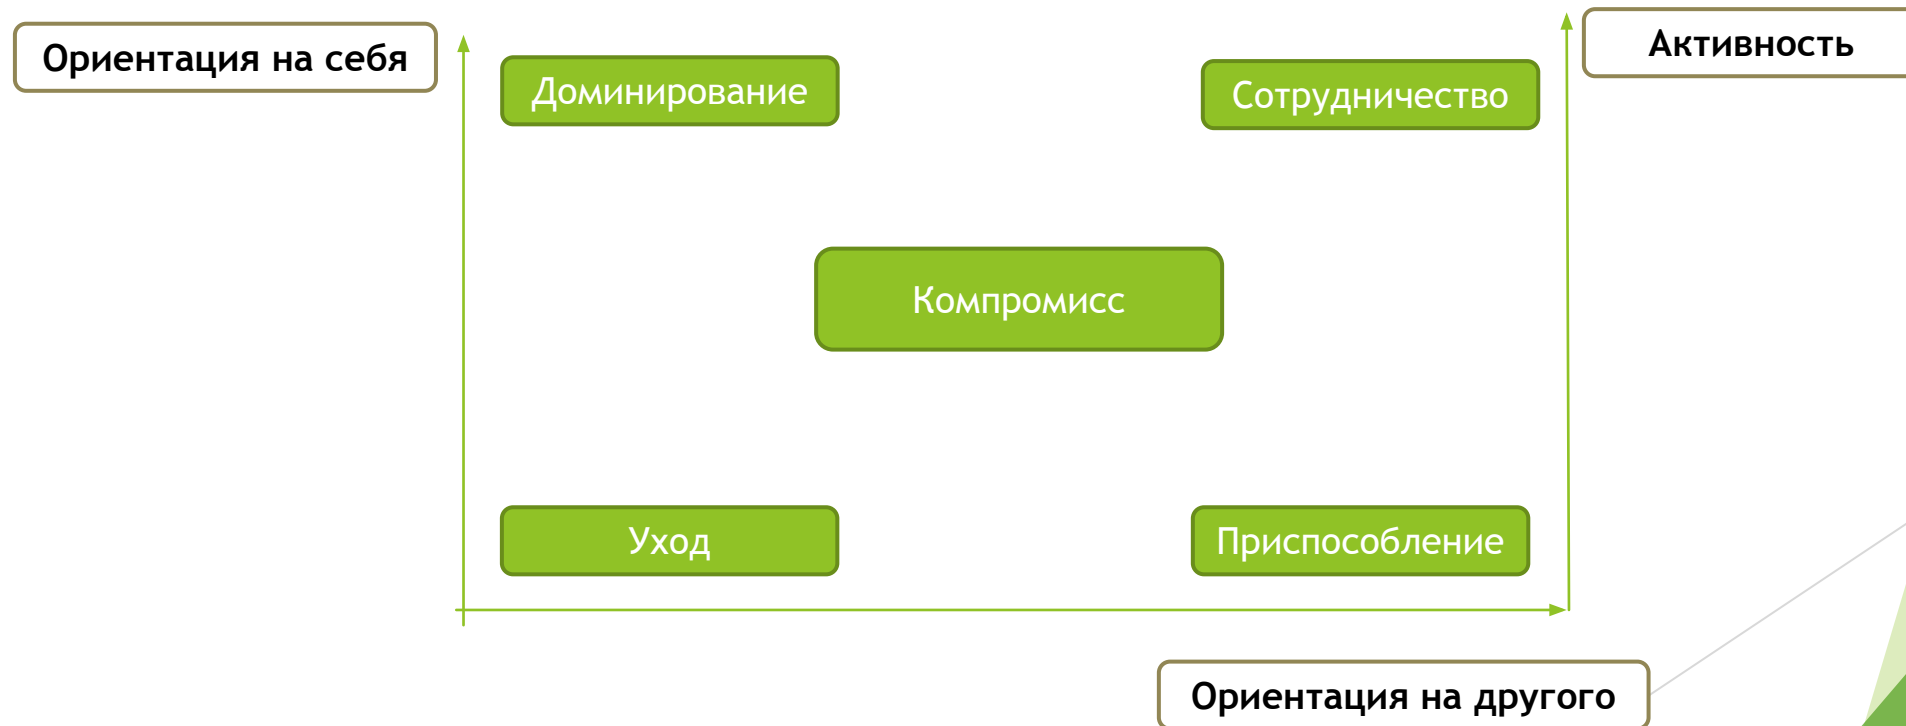 Ориентация на себя
Активность
Доминирование
Сотрудничество
Компромисс
Уход
Приспособление
Ориентация на другого